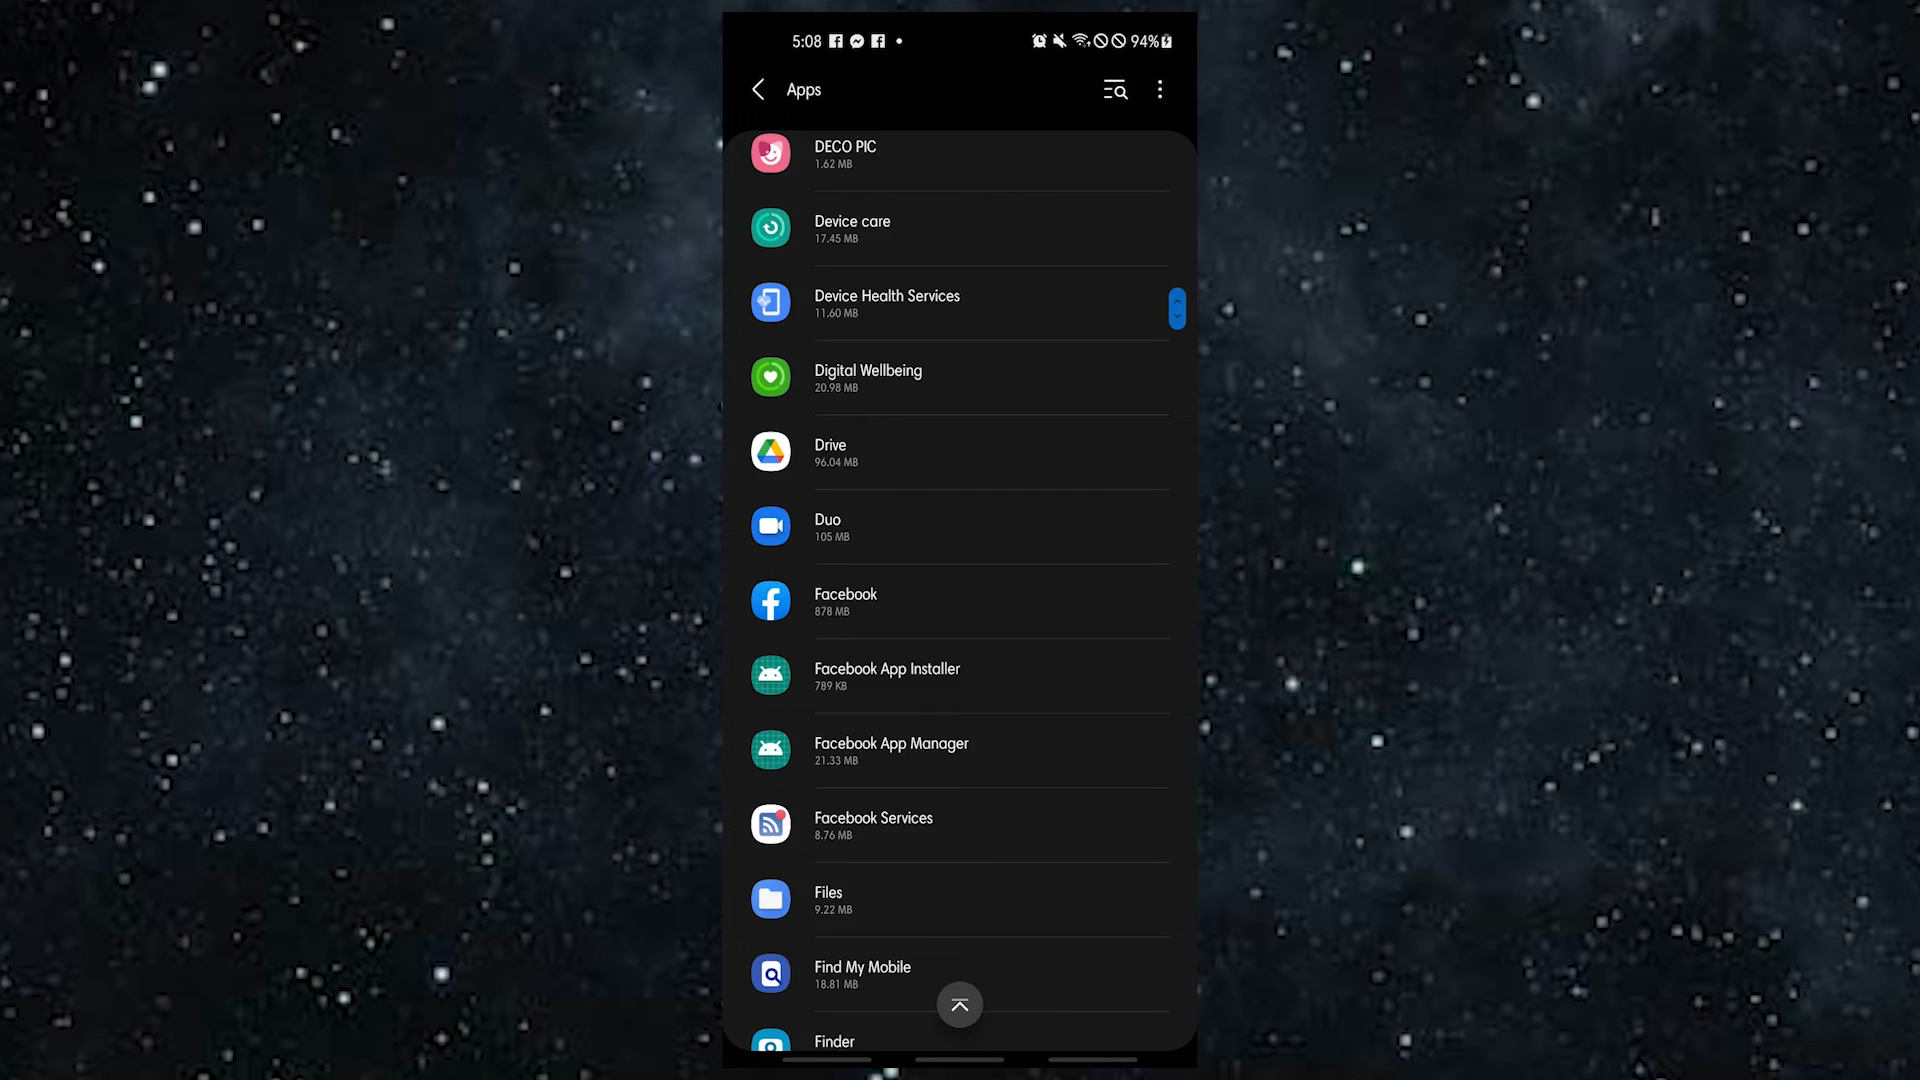 5:08
94%
Apps
DECO PIC
1.62 MB
Device care
17.45 MB
Device Health Services
11.60 MB
Digital Wellbeing
20.98 MB
Drive
96.04 MB
Duo
105 MB
Facebook
878 MB
Facebook App Installer
789 KB
Facebook App Manager
21.33 MB
Facebook Services
8.76 MB
Files
9.22 MB
Find My Mobile
18.81 MB
Finder